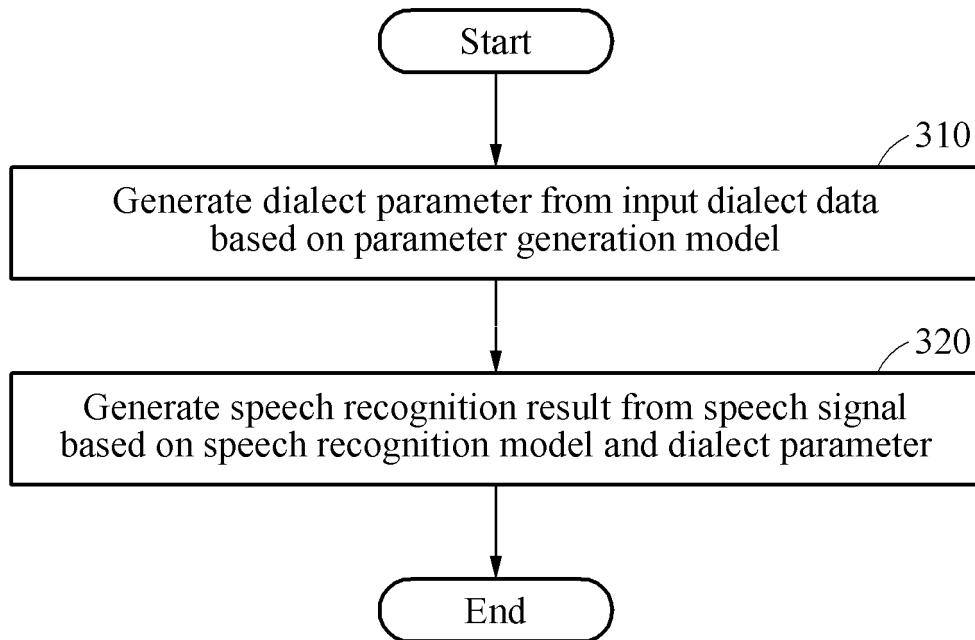 Start
310
Generate dialect parameter from input dialect data
based on parameter generation model
320
Generate speech recognition result from speech signal
based on speech recognition model and dialect parameter
End